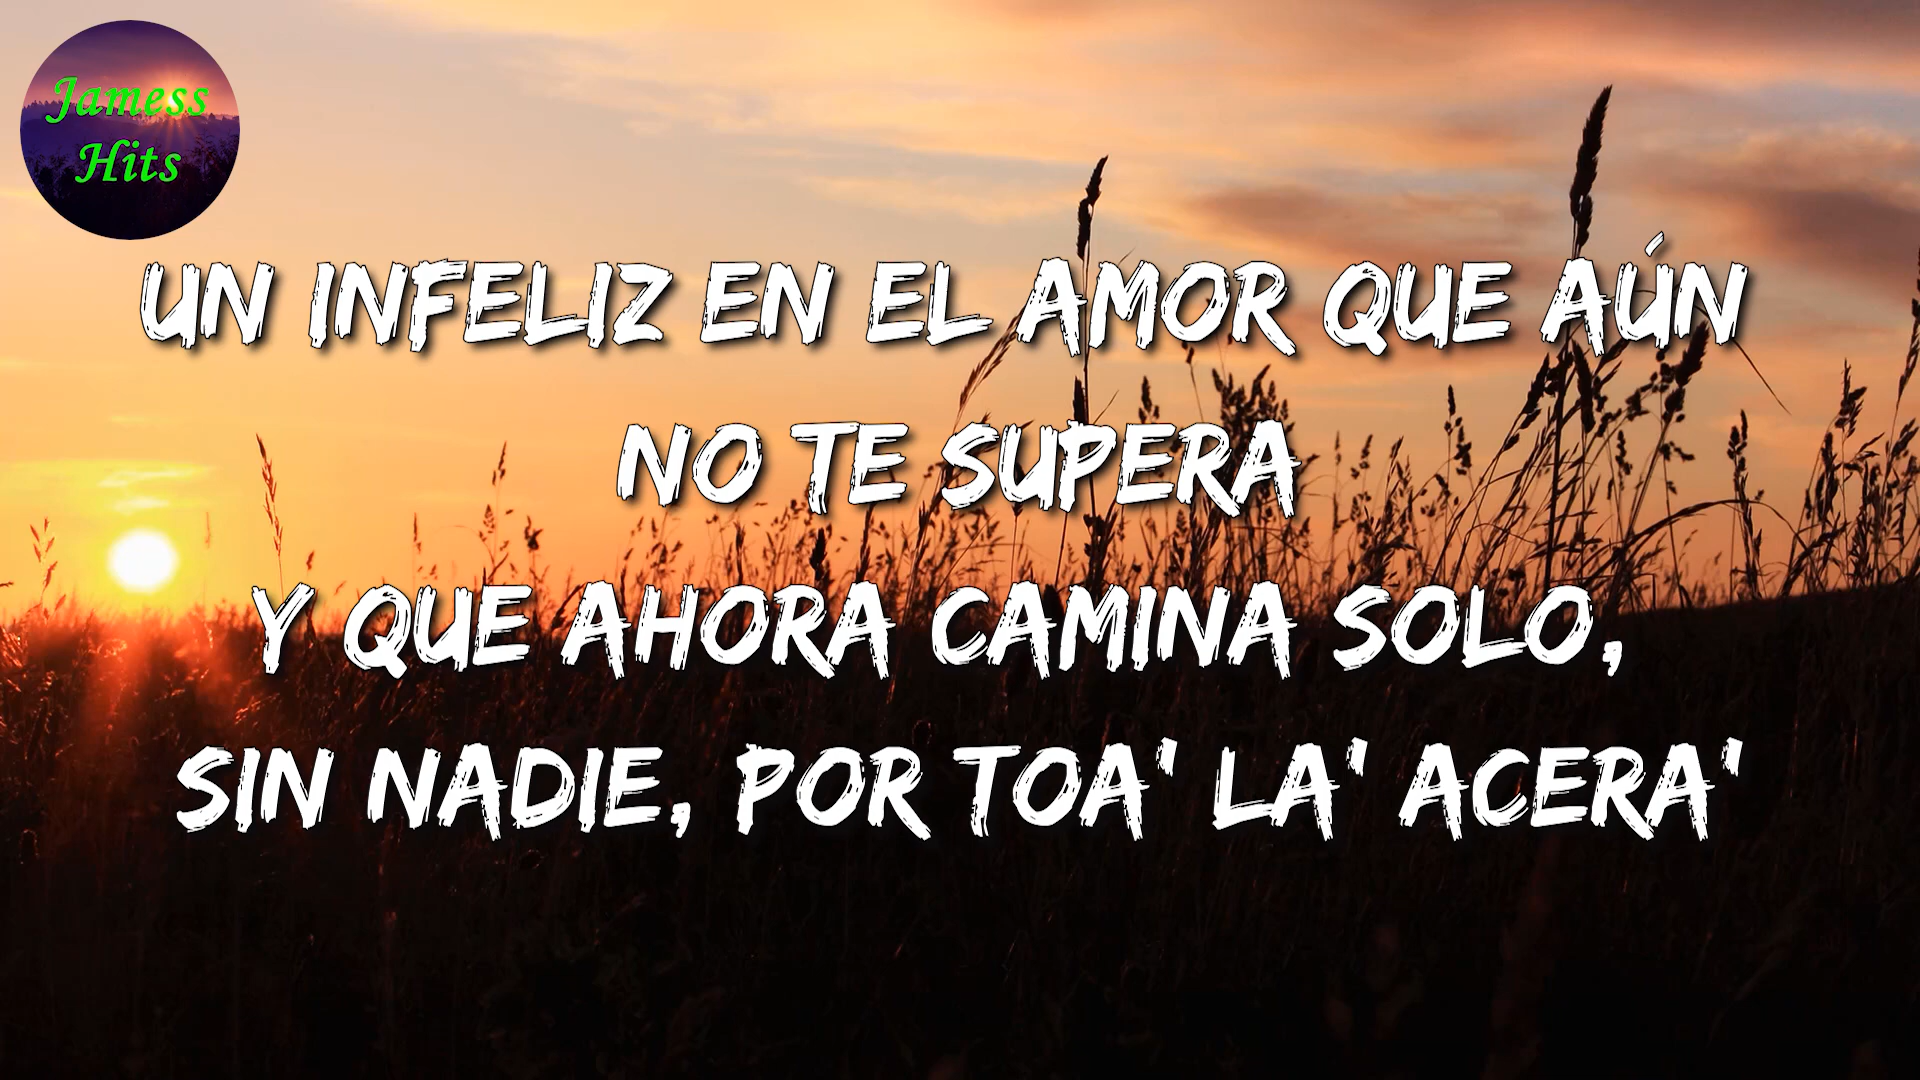 Jamess
Hits
UN INFELIZ EN EL AMOR QUE AÚN
NO TE SUPERA
Y QUE AHORA CAMINA SOLO,
SIN NADIE, POR TOA' LA' ACERA'